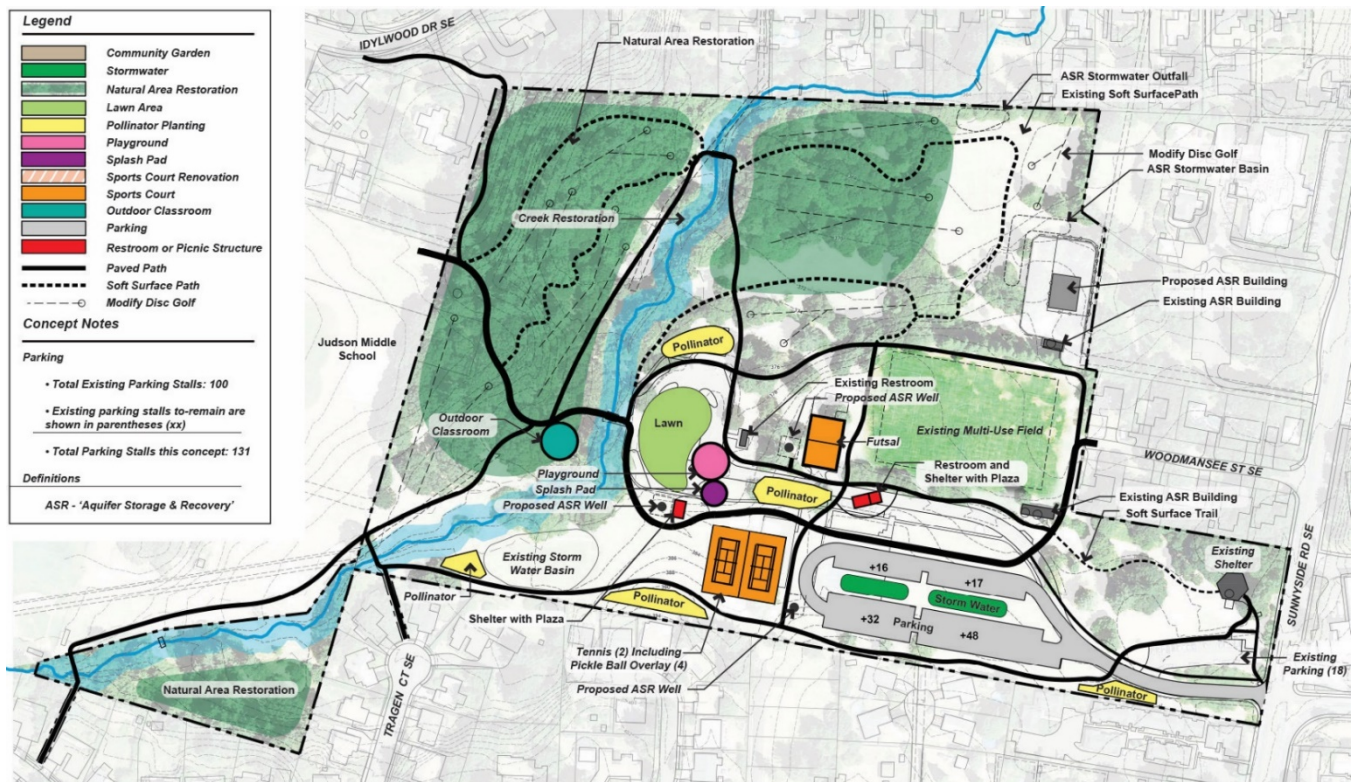 Legend
Community Garden
Stormwater
Natural Area Restoration
Lawn Area
Pollinator Planting
Playground
Splash Pad
Sports Court Renovation
Sports Court
Outdoor Classroom
Parking
Restroom or Picnic Structure
Paved Path
Soft Surface Path
Modify Disc Golf
Concept Notes
Parking
• Total Existing Parking Stalls: 100
• Existing parking stalls to-remain are
shown in parentheses (xx)
• Total Parking Stalls this concept: 131
Definitions
ASR - ‘Aquifer Storage & Recovery’
IDYLWOOD DR SE
Natural Area Restoration
ASR Stormwater Outfall
Existing Soft SurfacePath
Modify Disc Golf
ASR Stormwater Basin
Creek Restoration
Proposed ASR Building
Existing ASR Building
Judson Middle
School
Pollinator
Existing Restroom
Proposed ASR Well
Outdoor
Classroom
Lawn
Futsal
Existing Multi-Use Field
WOODMANSEE ST SE
Playground
Splash Pad
Proposed ASR Well
Pollinator
Restroom and
Shelter with Plaza
Existing ASR Building
Soft Surface Trail
Existing Storm
Water Basin
Existing
Shelter
SUNNYSIDE RD SE
Pollinator
Shelter with Plaza
Pollinator
+16
+17
Storm Water
+32
Parking
+48
Tennis (2) Including
Pickle Ball Overlay (4)
Proposed ASR Well
Existing
Parking (18)
Pollinator
Natural Area Restoration
TRAGEN CT SE